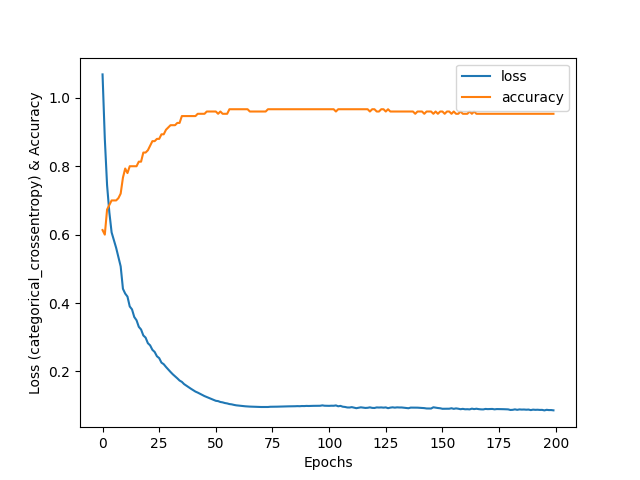 loss
accuracy
1.0
0.8
0.6
0.4
0.2
Loss (categorical_crossentropy) & Accuracy
0 25 50 75 100 125 150 175 200
Epochs